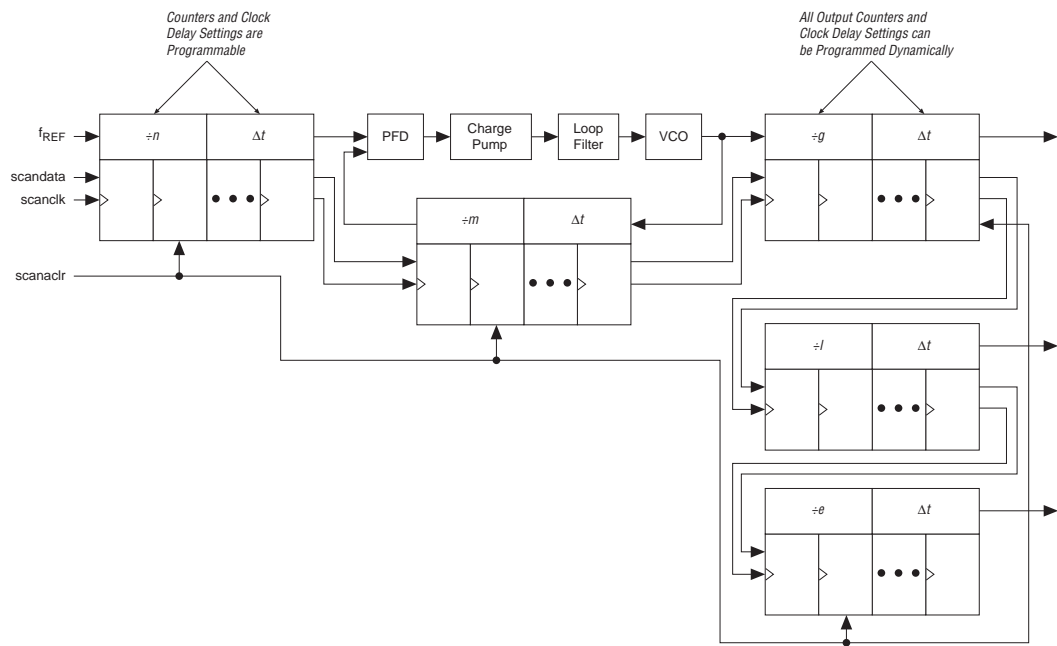 Counters and Clock
Delay Settings are
Programmable
All Output Counters and
Clock Delay Settings can
be Programmed Dynamically
fREF
÷n
Δt
PFD
Charge
Pump
Loop
Filter
VCO
÷g
Δt
scandata
scanclk
÷m
Δt
scanaclr
÷l
Δt
÷e
Δt